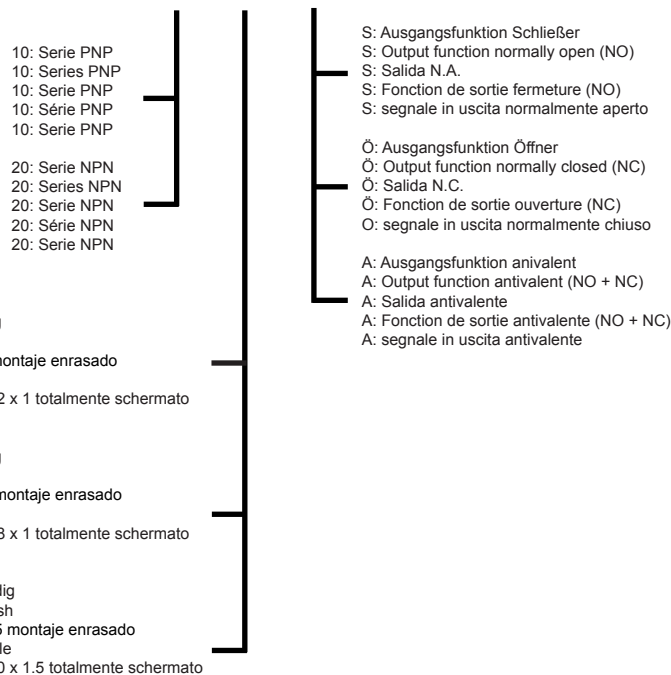 10: Serie PNP
10: Series PNP
10: Serie PNP
10: Série PNP
10: Serie PNP
20: Serie NPN
20: Series NPN
20: Serie NPN
20: Série NPN
20: Serie NPN
montaje enrasado
2 x 1 totalmente schermato
montaje enrasado
3 x 1 totalmente schermato
montaje enrasado
0 x 1.5 totalmente schermato
S: Ausgangsfunktion Schließer
S: Output function normally open (NO)
S: Salida N.A.
S: Fonction de sortie fermeture (NO)
S: segnale in uscita normalmente aperto
Ö: Ausgangsfunktion Öffner
Ö: Output function normally closed (NC)
Ö: Salida N.C.
Ö: Fonction de sortie ouverture (NC)
O: segnale in uscita normalmente chiuso
A: Ausgangsfunktion anivalent
A: Output function antivalent (NO + NC)
A: Salida antivalente
A: Fonction de sortie antivalente (NO + NC)
A: segnale in uscita antivalente